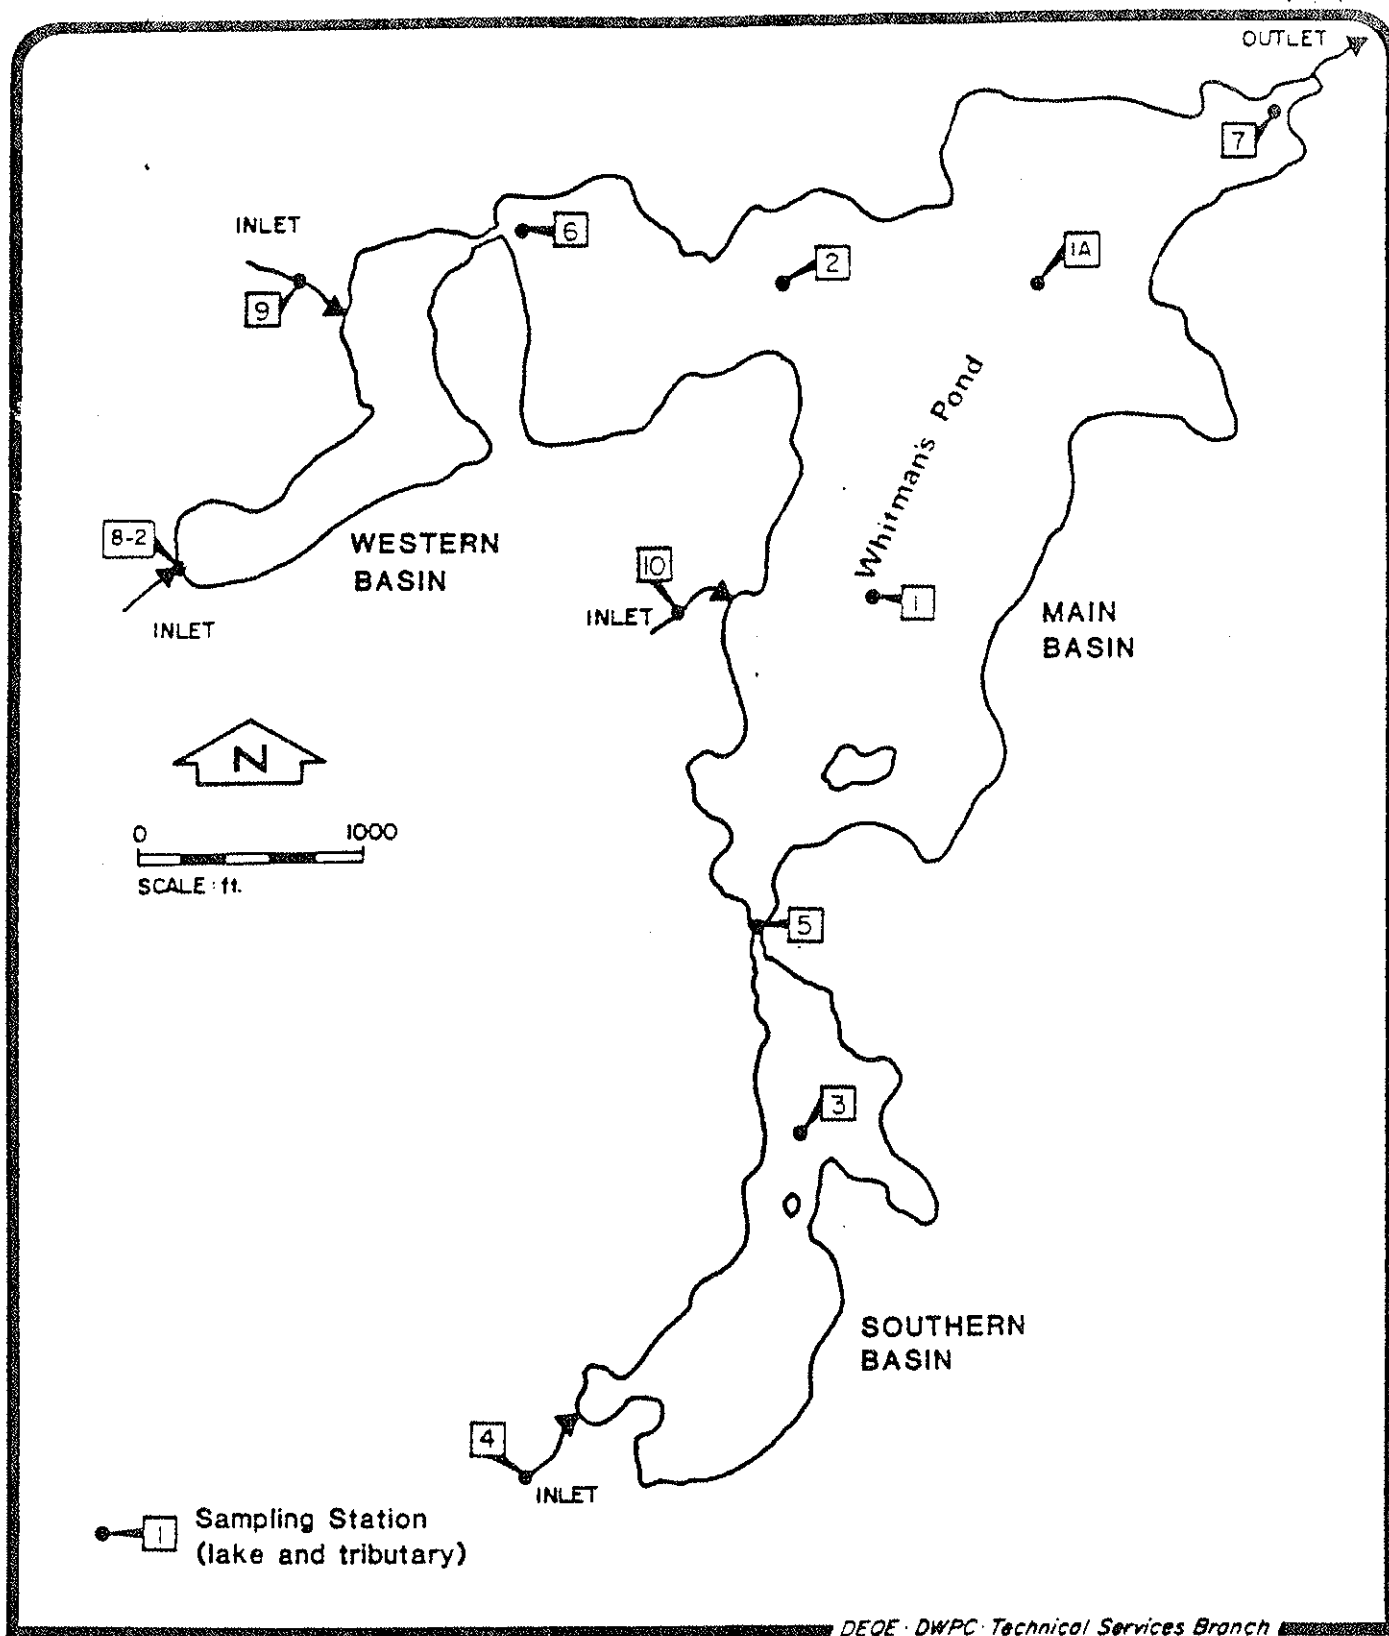 OUTLET
7
INLET
6
2
1A
9
Whitman's Pond
8-2
WESTERN
BASIN
10
INLET
1
MAIN
BASIN
INLET
N
0 1000
SCALE : ft.
5
3
SOUTHERN
BASIN
4
INLET
1 Sampling Station
(lake and tributary)
DEQE · DWPC · Technical Services Branch